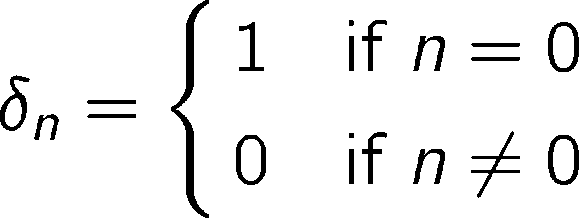 δₙ = { 1 if n = 0
0 if n ≠ 0